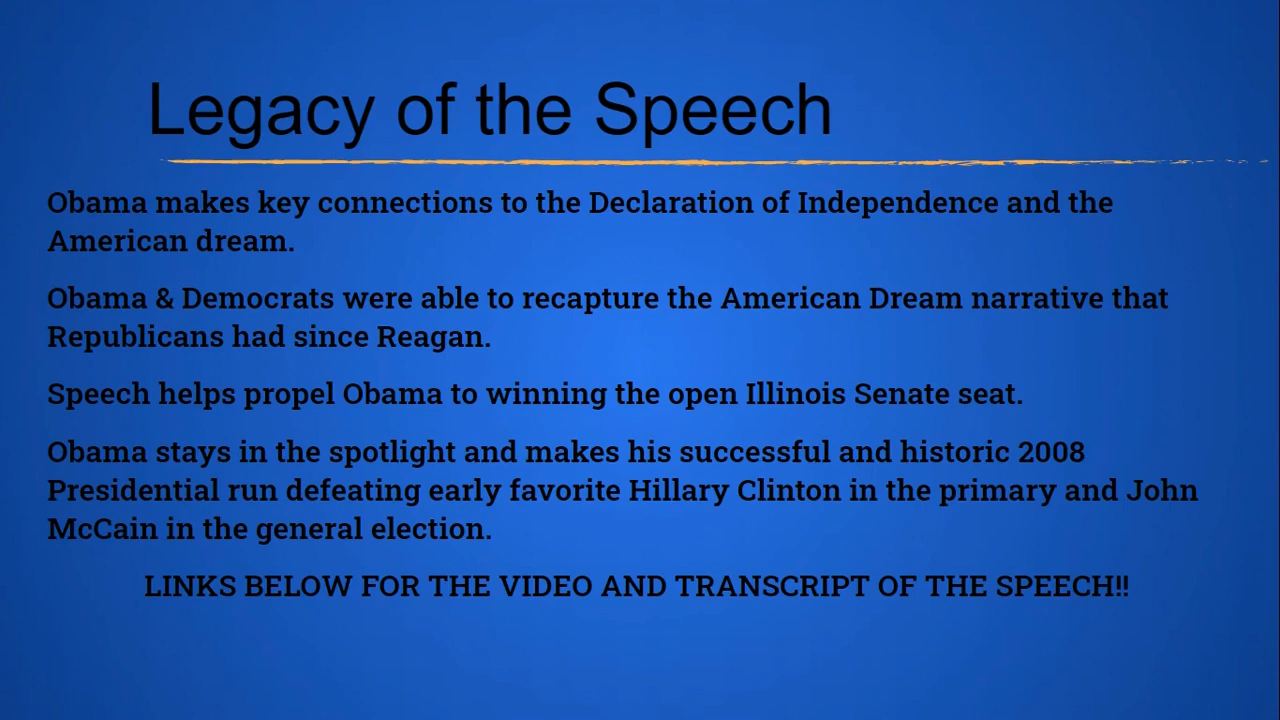 Legacy of the Speech
Obama makes key connections to the Declaration of Independence and the
American dream.
Obama & Democrats were able to recapture the American Dream narrative that
Republicans had since Reagan.
Speech helps propel Obama to winning the open Illinois Senate seat.
Obama stays in the spotlight and makes his successful and historic 2008
Presidential run defeating early favorite Hillary Clinton in the primary and John
McCain in the general election.
LINKS BELOW FOR THE VIDEO AND TRANSCRIPT OF THE SPEECH!!